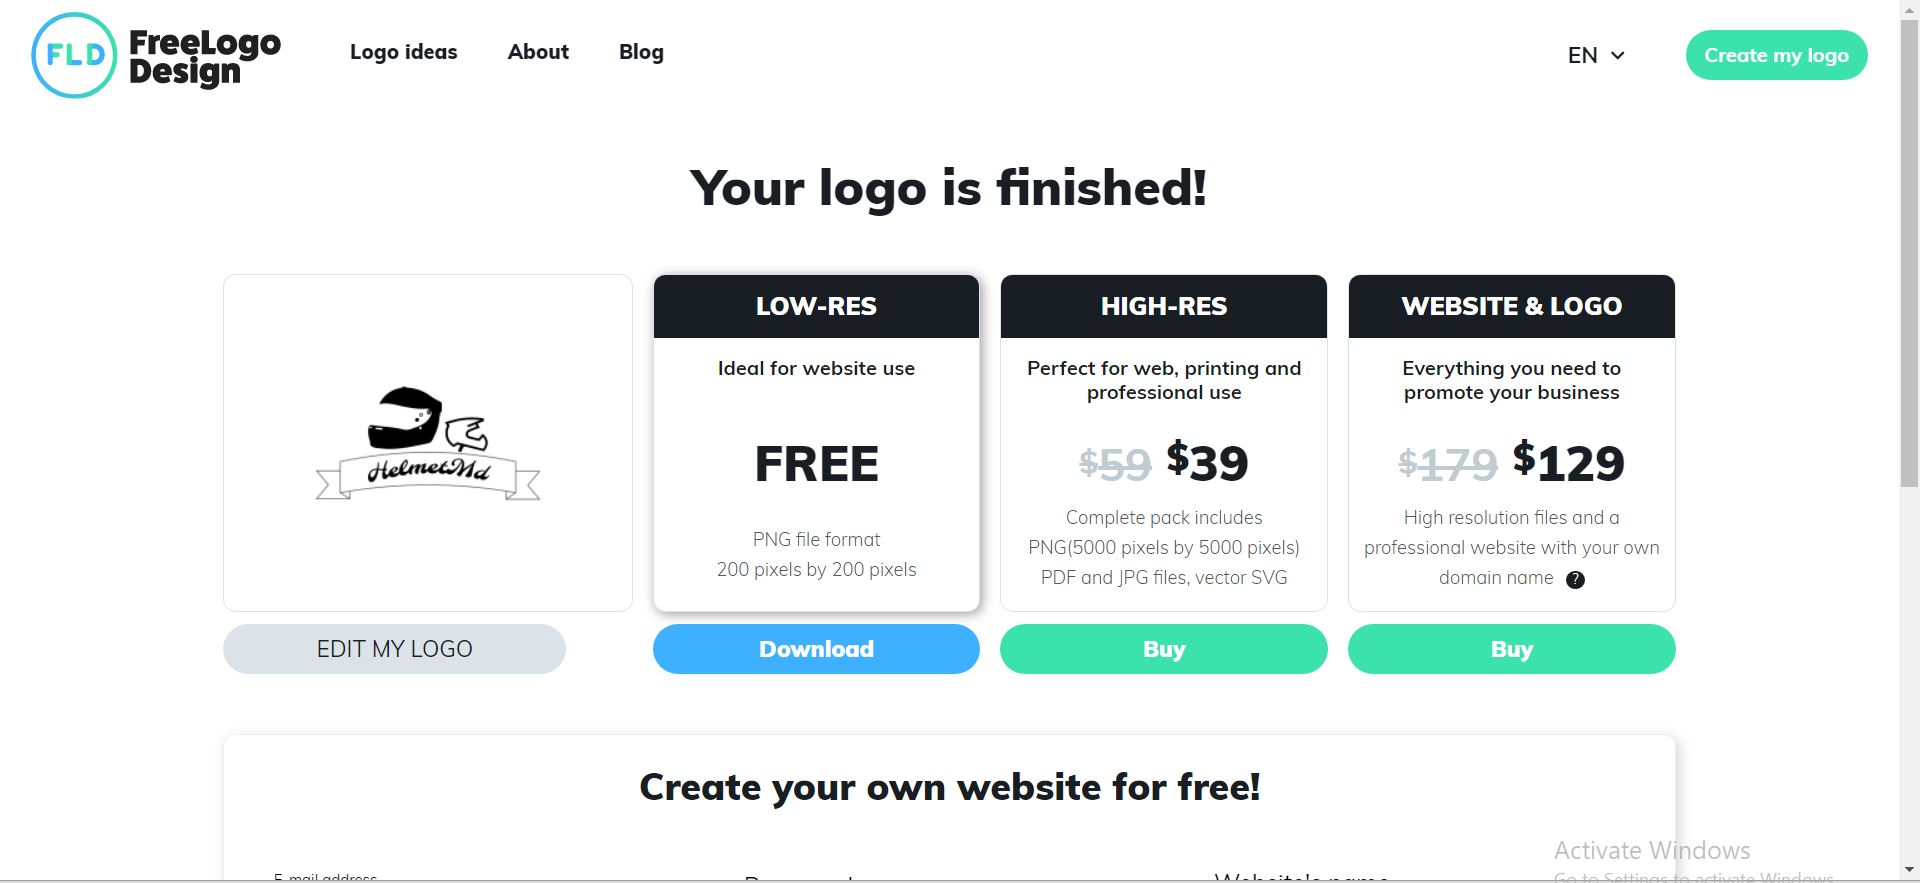 FLD
FreeLogo
Design
Logo ideas
About
Blog
EN
Create my logo
Your logo is finished!
HelmetMd
EDIT MY LOGO
LOW-RES
Ideal for website use
FREE
PNG file format
200 pixels by 200 pixels
Download
HIGH-RES
Perfect for web, printing and
professional use
$59 $39
Complete pack includes
PNG(5000 pixels by 5000 pixels)
PDF and JPG files, vector SVG
Buy
WEBSITE & LOGO
Everything you need to
promote your business
$179 $129
High resolution files and a
professional website with your own
domain name ?
Buy
Create your own website for free!
E-mail address
Website's name
Activate Windows
Go to Settings to activate Windows.